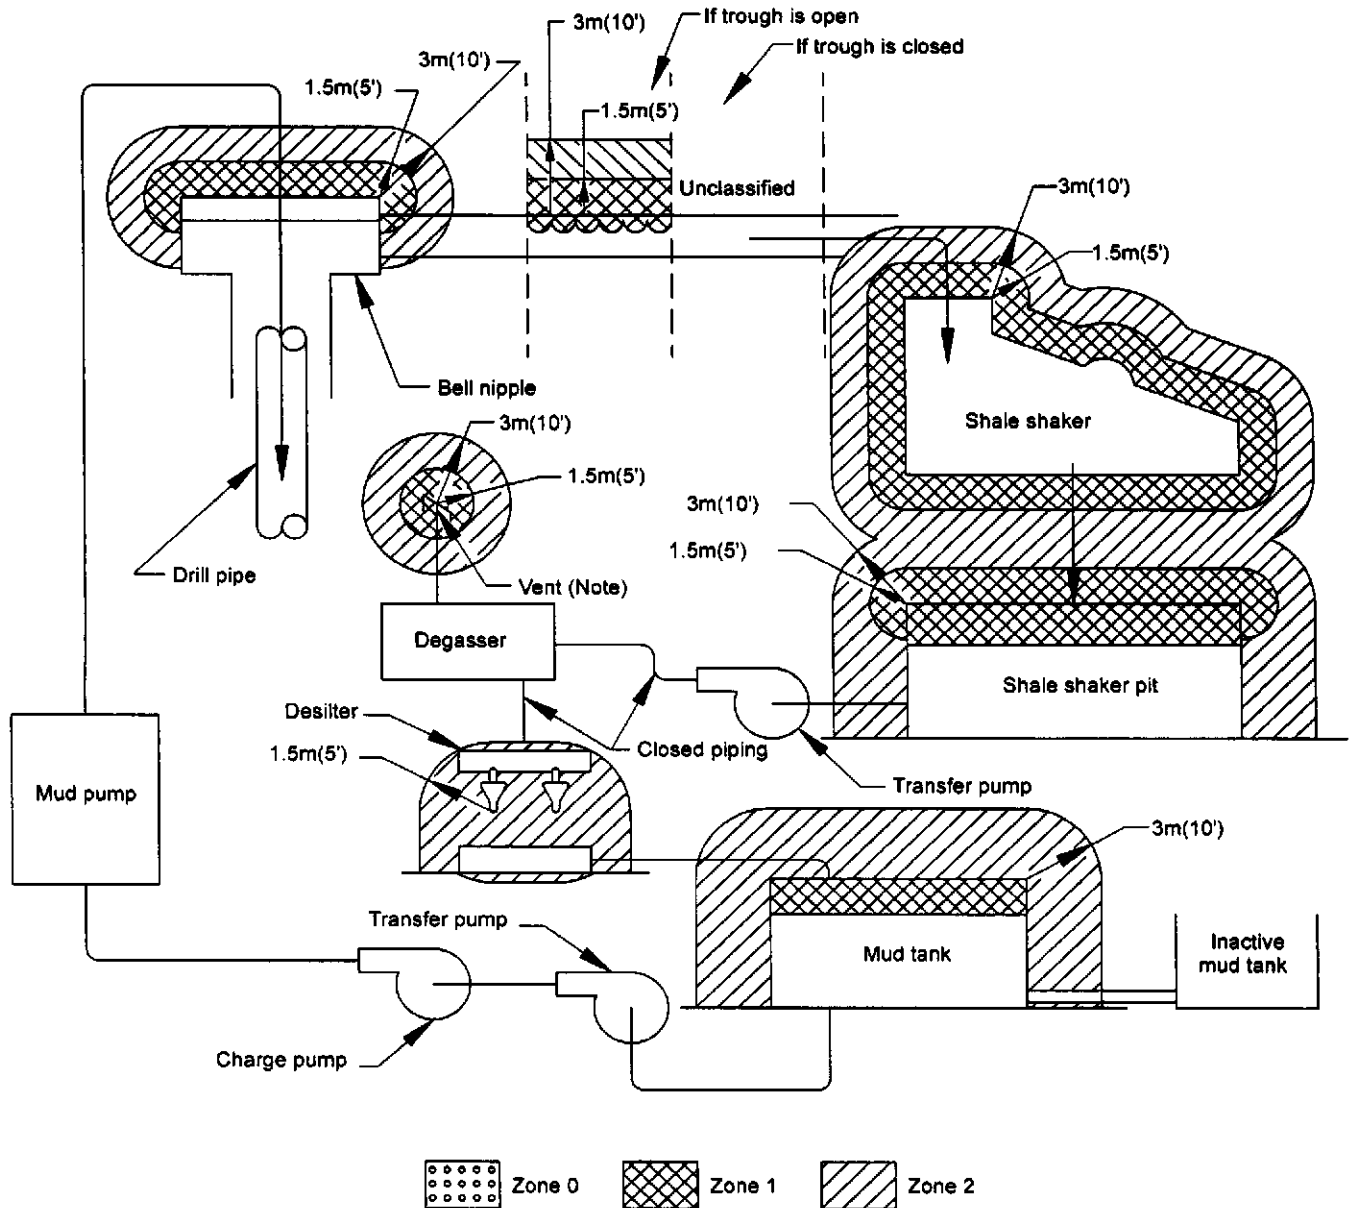 3m(10')
If trough is open
If trough is closed
3m(10')
1.5m(5')
1.5m(5')
Unclassified
3m(10')
1.5m(5')
Bell nipple
Shale shaker
3m(10')
1.5m(5')
3m(10')
1.5m(5')
Drill pipe
Vent (Note)
Degasser
Shale shaker pit
Desilter
Closed piping
1.5m(5')
Transfer pump
Mud pump
3m(10')
Transfer pump
Mud tank
Inactive
mud tank
Charge pump
Zone 0
Zone 1
Zone 2